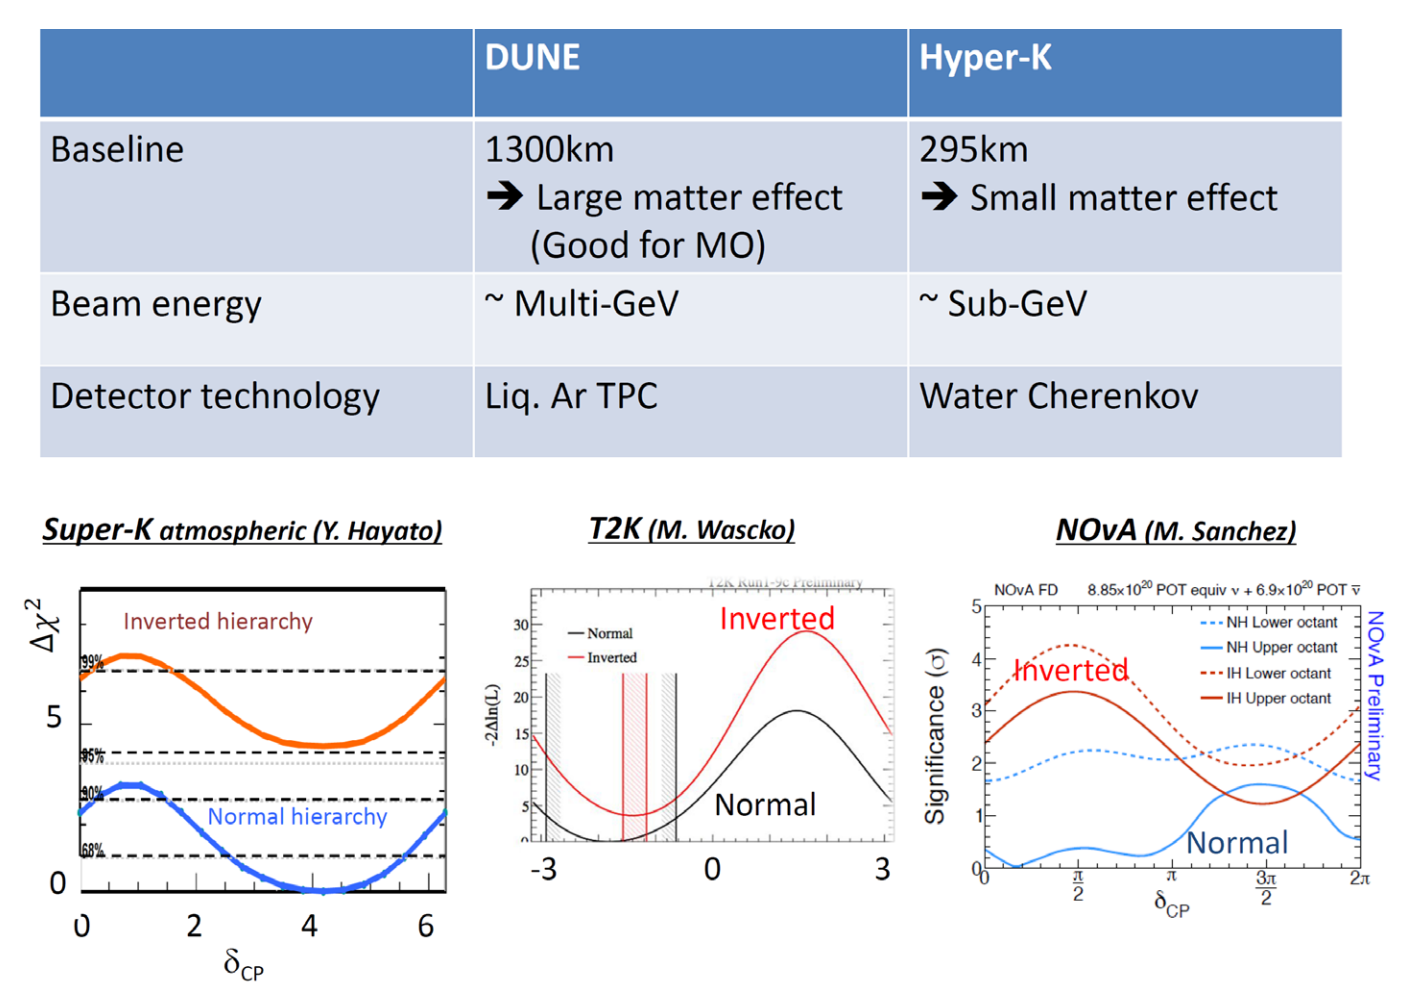 DUNE
Hyper-K
Baseline
1300km
➔ Large matter effect
(Good for MO)
295km
➔ Small matter effect
Beam energy
~ Multi-GeV
~ Sub-GeV
Detector technology
Liq. Ar TPC
Water Cherenkov
Super-K atmospheric (Y. Hayato)
Δχ²
Inverted hierarchy
99%
5
95%
90%
Normal hierarchy
68%
0
0 2 4 6
δCP
T2K (M. Wascko)
T2K Run1-9c Preliminary
-2Δln(L)
30
25
20
15
10
5
0
Normal
Inverted
Inverted
Normal
-3 0 3
NOvA (M. Sanchez)
NOvA FD 8.85×10²⁰ POT equiv ν + 6.9×10²⁰ POT ν̅
Significance (σ)
5
4
3
2
1
0
NH Lower octant
NH Upper octant
IH Lower octant
IH Upper octant
Inverted
Normal
NOvA Preliminary
0 π/2 π 3π/2 2π
δCP